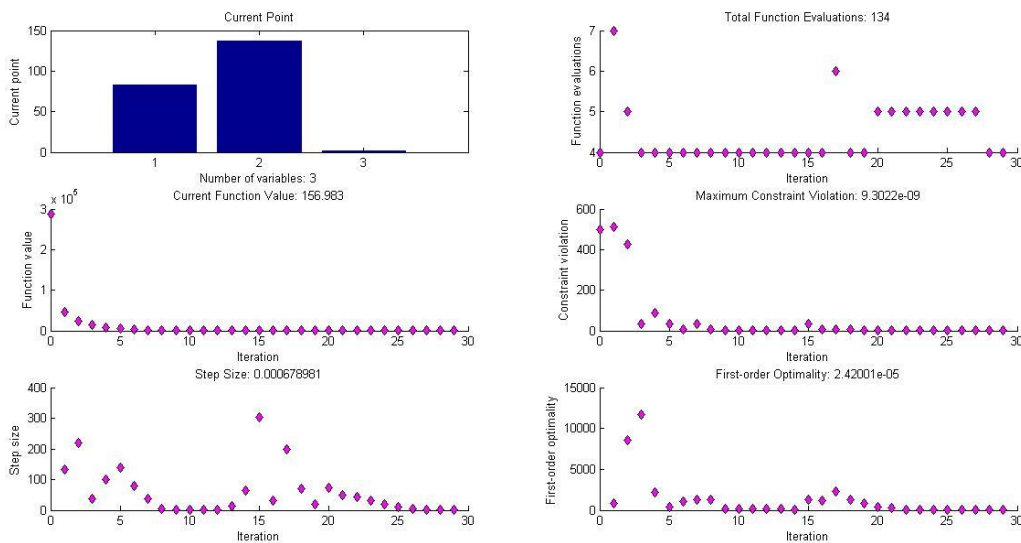 Current Point
150
100
50
0
Current point
1 2 3
Number of variables: 3
Total Function Evaluations: 134
7
6
5
4
Function evaluations
0 5 10 15 20 25 30
Iteration
Current Function Value: 156.983
x 10^5
3
2
1
0
Function value
0 5 10 15 20 25 30
Iteration
Maximum Constraint Violation: 9.3022e-09
600
400
200
0
Constraint violation
0 5 10 15 20 25 30
Iteration
Step Size: 0.000678981
400
300
200
100
0
Step size
0 5 10 15 20 25 30
Iteration
First-order Optimality: 2.42001e-05
15000
10000
5000
0
First-order optimality
0 5 10 15 20 25 30
Iteration